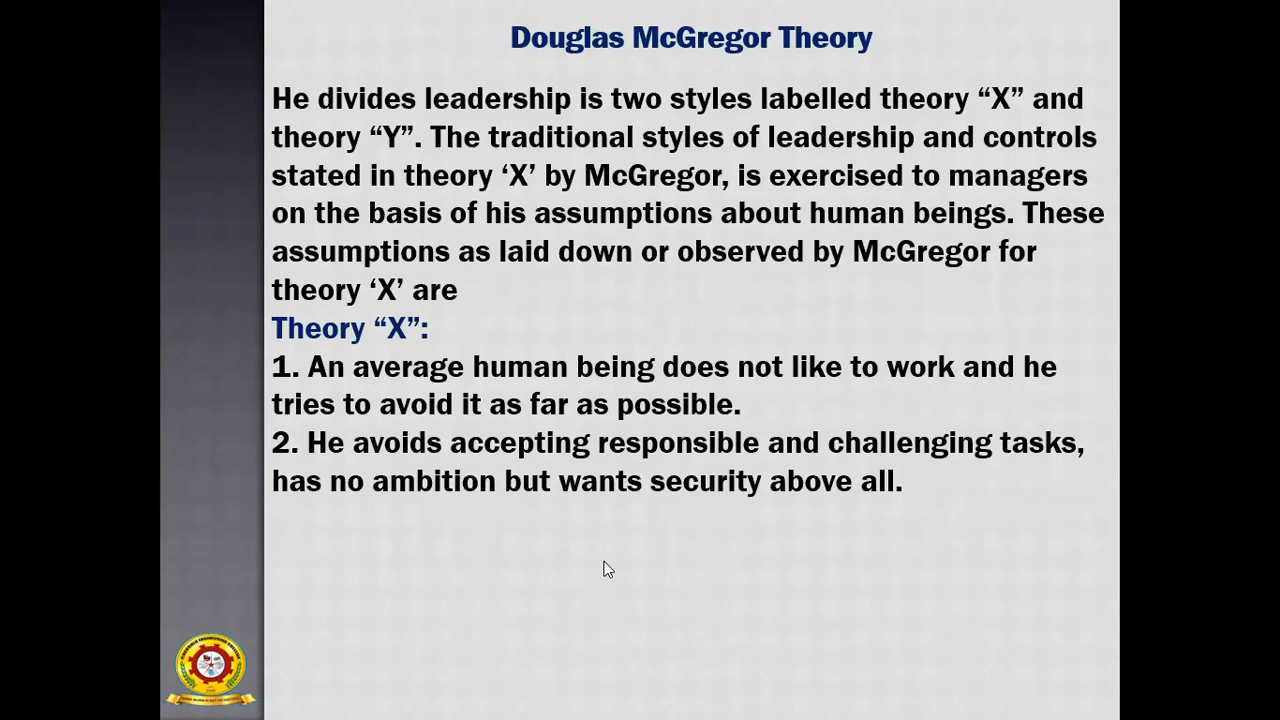 Douglas McGregor Theory
He divides leadership is two styles labelled theory “X” and
theory “Y”. The traditional styles of leadership and controls
stated in theory ‘X’ by McGregor, is exercised to managers
on the basis of his assumptions about human beings. These
assumptions as laid down or observed by McGregor for
theory ‘X’ are
Theory “X”:
1. An average human being does not like to work and he
tries to avoid it as far as possible.
2. He avoids accepting responsible and challenging tasks,
has no ambition but wants security above all.